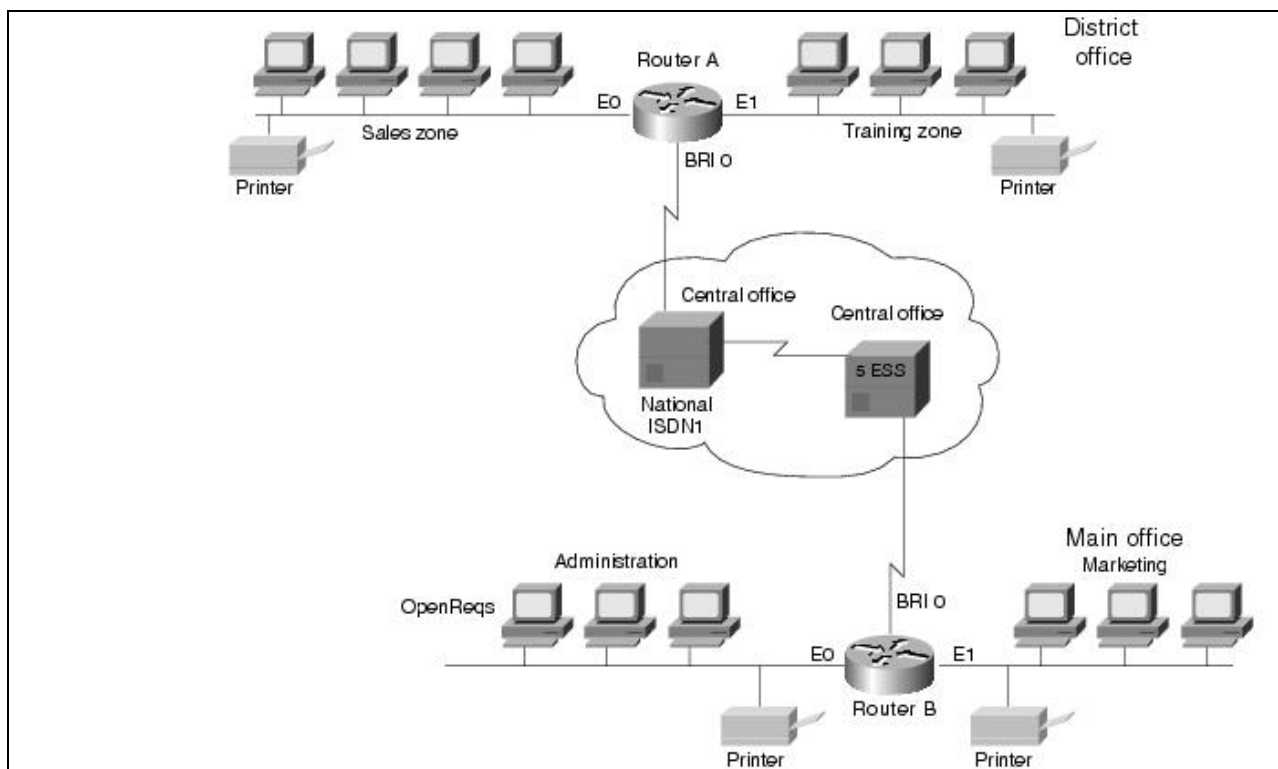 District
office
Router A
E0
E1
Sales zone
Training zone
BRI 0
Printer
Printer
Central office
Central office
5 ESS
National
ISDN1
Main office
Administration
Marketing
OpenReqs
BRI 0
E0
E1
Router B
Printer
Printer